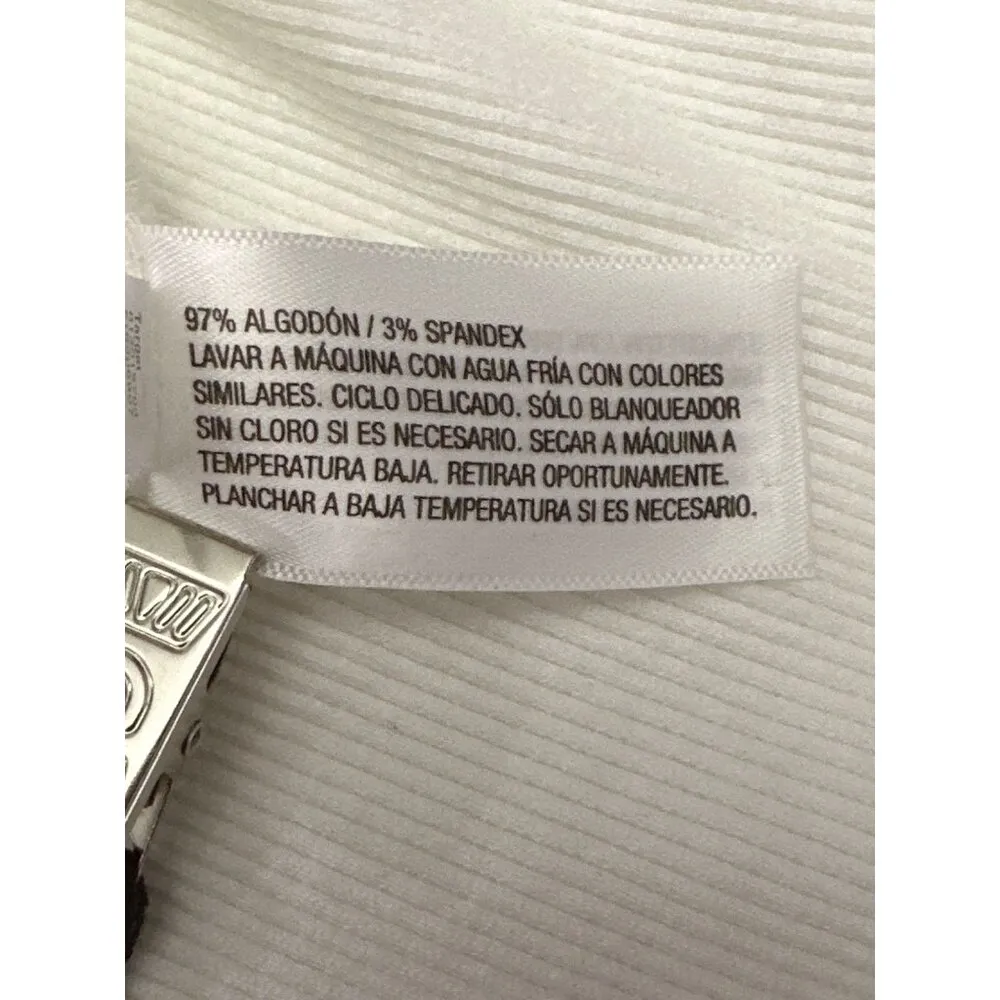 97% ALGODÓN / 3% SPANDEX
LAVAR A MÁQUINA CON AGUA FRÍA CON COLORES
SIMILARES. CICLO DELICADO. SÓLO BLANQUEADOR
SIN CLORO SI ES NECESARIO. SECAR A MÁQUINA A
TEMPERATURA BAJA. RETIRAR OPORTUNAMENTE.
PLANCHAR A BAJA TEMPERATURA SI ES NECESARIO.
Target